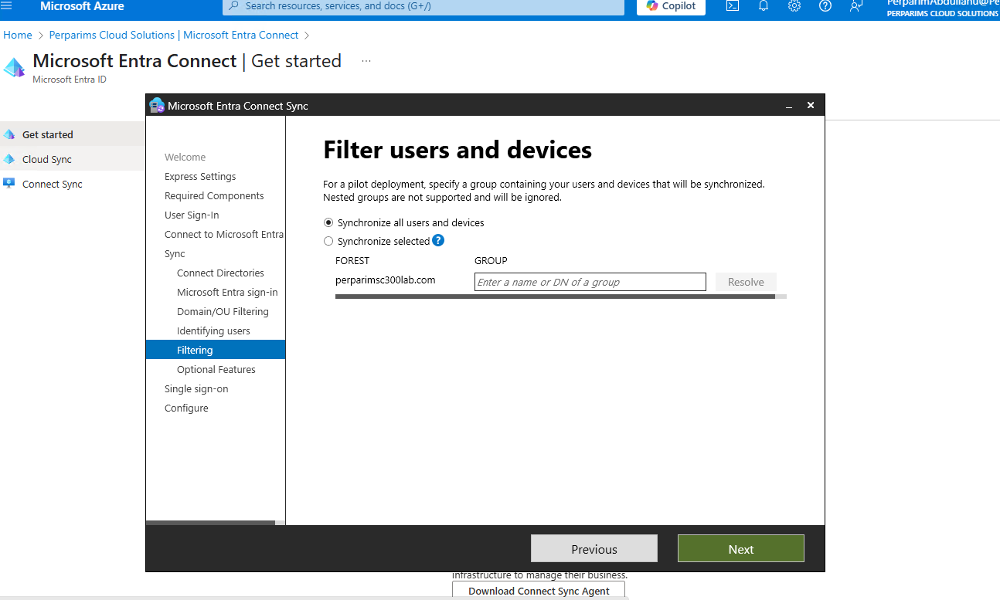 Microsoft Azure
Search resources, services, and docs (G+/)
Copilot
PerparimAbdullahu@Pe
PERPARIMS CLOUD SOLUTIONS
Home > Perparims Cloud Solutions | Microsoft Entra Connect >
Microsoft Entra Connect | Get started ...
Microsoft Entra ID
Get started
Cloud Sync
Connect Sync
Microsoft Entra Connect Sync
Welcome
Express Settings
Required Components
User Sign-In
Connect to Microsoft Entra
Sync
Connect Directories
Microsoft Entra sign-in
Domain/OU Filtering
Identifying users
Filtering
Optional Features
Single sign-on
Configure
Filter users and devices
For a pilot deployment, specify a group containing your users and devices that will be synchronized.
Nested groups are not supported and will be ignored.
Synchronize all users and devices
Synchronize selected ?
FOREST GROUP
perparimsc300lab.com Enter a name or DN of a group Resolve
Previous Next
infrastructure to manage their business.
Download Connect Sync Agent